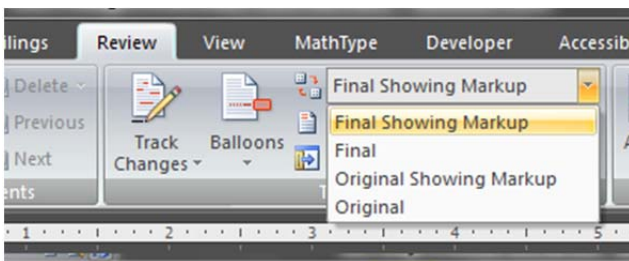 ilings Review View MathType Developer Accessib
Delete
Previous
Next
Track Changes
Balloons
Final Showing Markup
Final Showing Markup
Final
Original Showing Markup
Original
ents
1 2 3 4 5